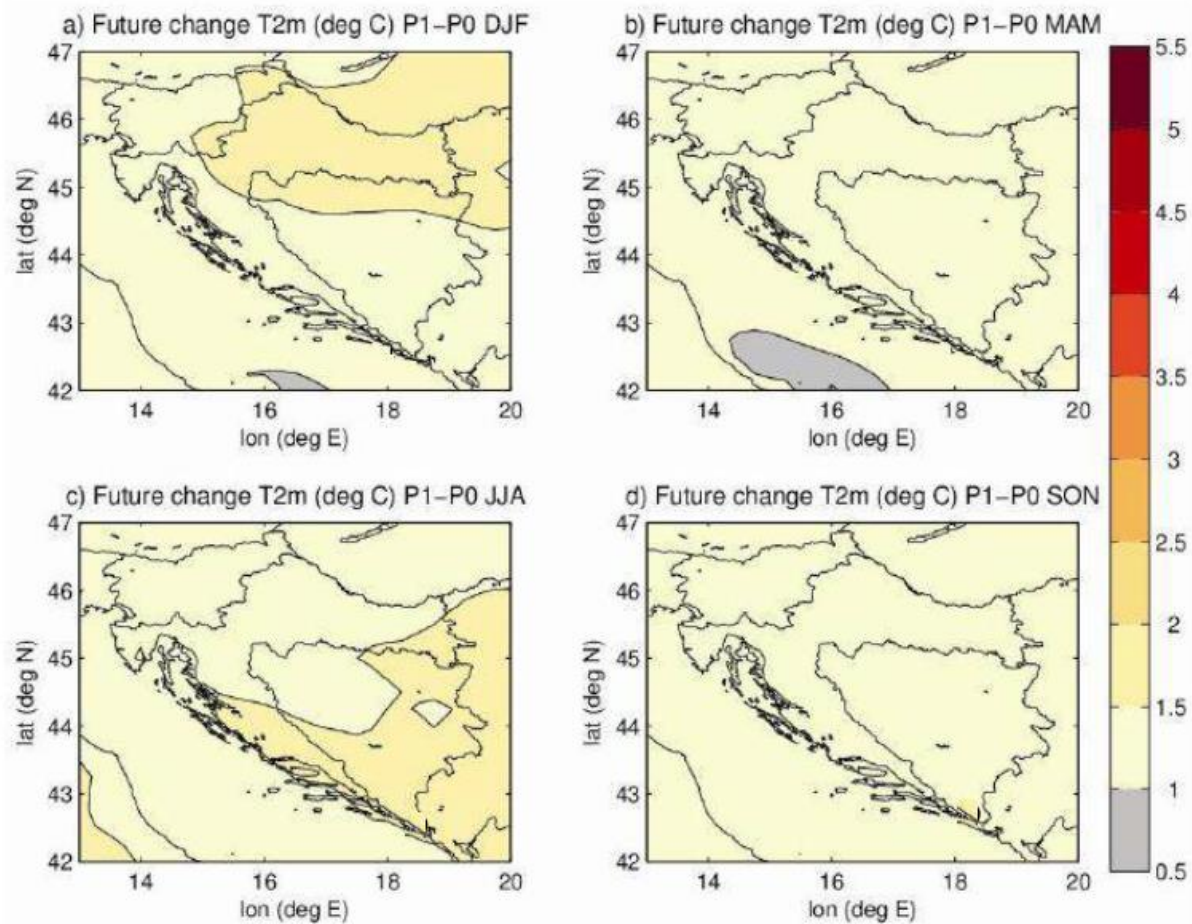 a) Future change T2m (deg C) P1-P0 DJF
47
46
45
44
43
42
lat (deg N)
14 16 18 20
lon (deg E)
b) Future change T2m (deg C) P1-P0 MAM
47
46
45
44
43
42
lat (deg N)
14 16 18 20
lon (deg E)
5.5
5
4.5
4
3.5
3
2.5
2
1.5
1
0.5
c) Future change T2m (deg C) P1-P0 JJA
47
46
45
44
43
42
lat (deg N)
14 16 18 20
lon (deg E)
d) Future change T2m (deg C) P1-P0 SON
47
46
45
44
43
42
lat (deg N)
14 16 18 20
lon (deg E)